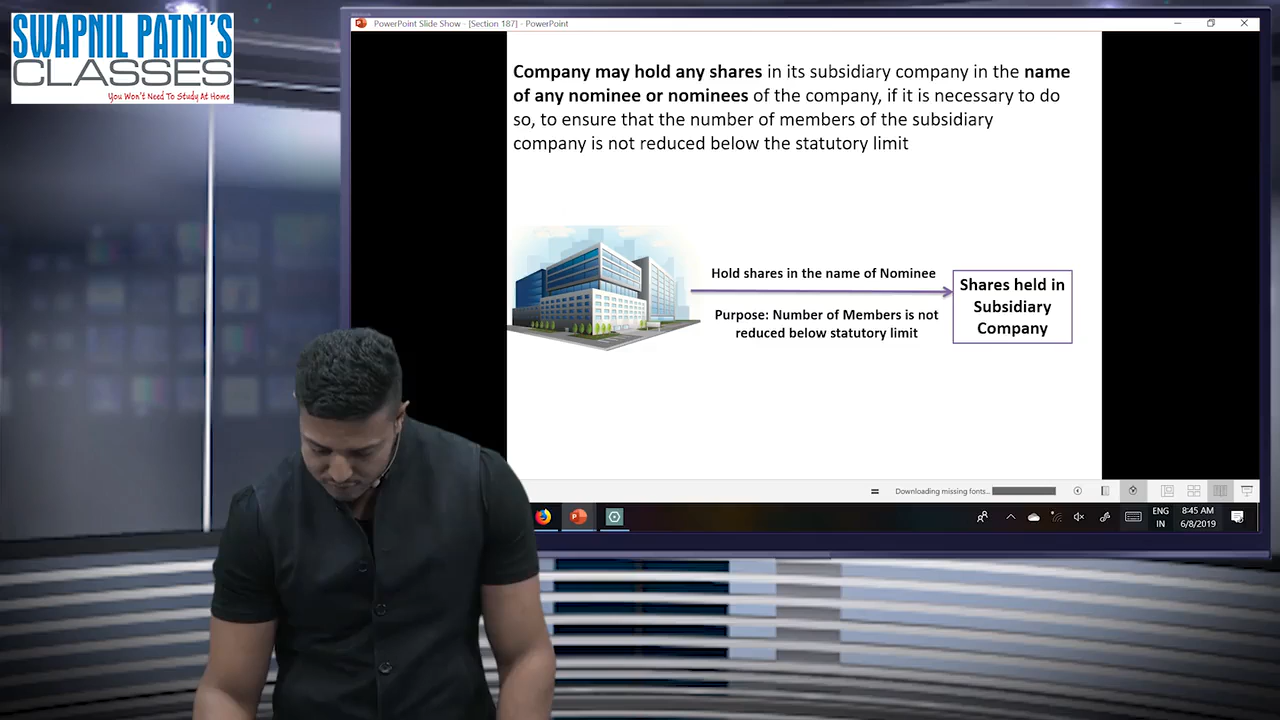 SWAPNIL PATNI'S
CLASSES
You Won't Need To Study At Home
PowerPoint Slide Show - [Section 187] - PowerPoint
Company may hold any shares in its subsidiary company in the name
of any nominee or nominees of the company, if it is necessary to do
so, to ensure that the number of members of the subsidiary
company is not reduced below the statutory limit
Hold shares in the name of Nominee
Purpose: Number of Members is not
reduced below statutory limit
Shares held in
Subsidiary
Company
Downloading missing fonts...
ENG
IN
8:45 AM
6/8/2019